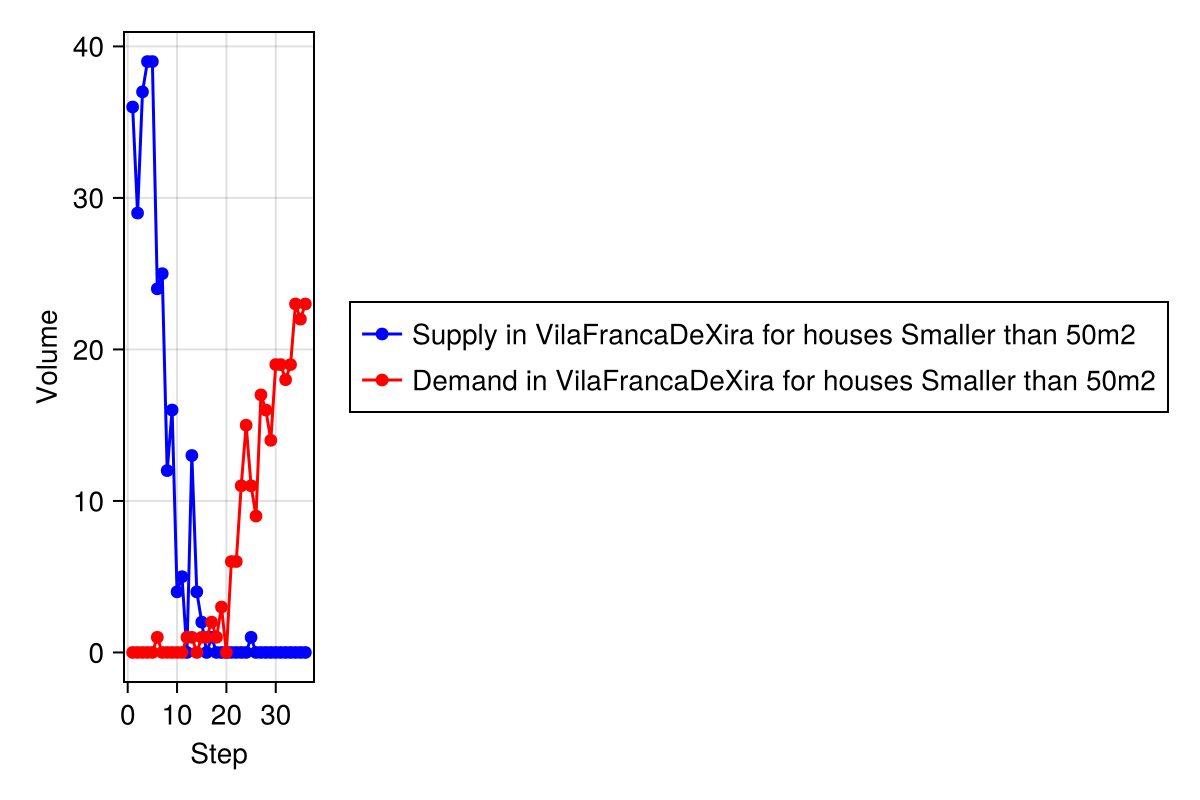 40
30
20
10
0
Volume
0 10 20 30
Step
Supply in VilaFrancaDeXira for houses Smaller than 50m2
Demand in VilaFrancaDeXira for houses Smaller than 50m2